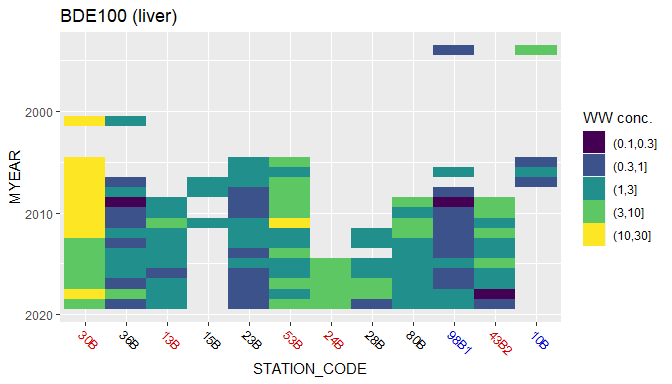 BDE100 (liver)
MYEAR
2000
2010
2020
30B 36B 13B 15B 23B 53B 24B 28B 80B 98B1 43B2 10B
STATION_CODE
WW conc.
(0.1,0.3]
(0.3,1]
(1,3]
(3,10]
(10,30]